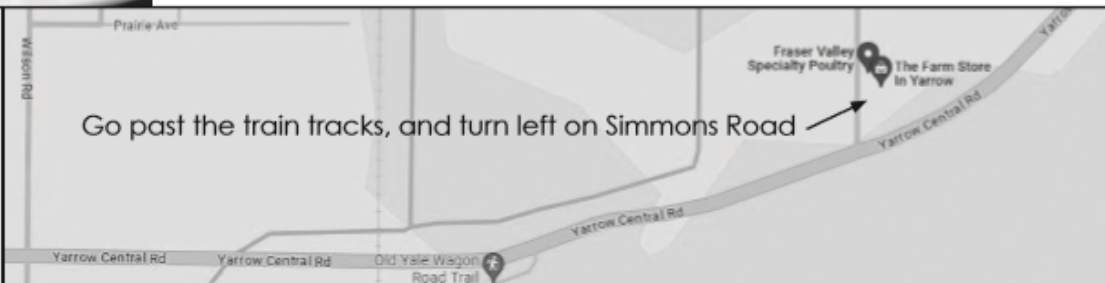 Prairie Ave
Wilson Rd
Fraser Valley
Specialty Poultry
The Farm Store
In Yarrow
Yarrow
Go past the train tracks, and turn left on Simmons Road
Yarrow Central Rd
Yarrow Central Rd
Yarrow Central Rd
Yarrow Central Rd
Old Yale Wagon
Road Trail